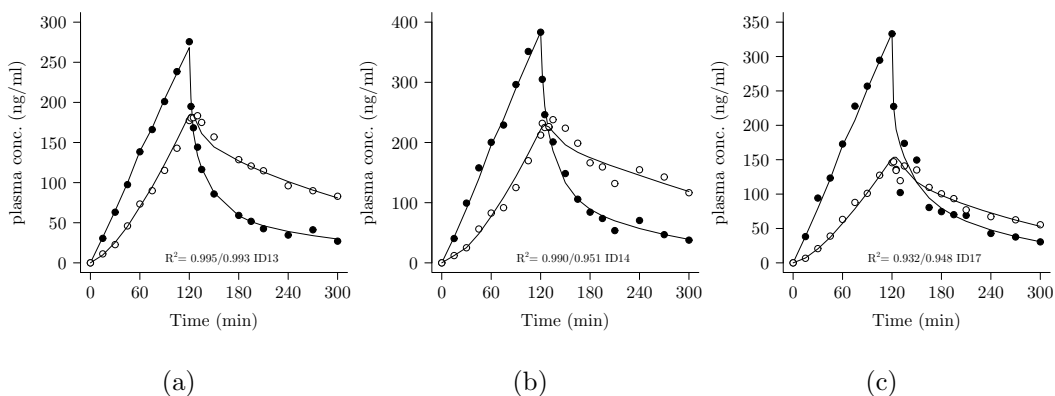 plasma conc. (ng/ml)
300
250
200
150
100
50
0
R²= 0.995/0.993 ID13
0 60 120 180 240 300
Time (min)
(a)
plasma conc. (ng/ml)
400
300
200
100
0
R²= 0.990/0.951 ID14
0 60 120 180 240 300
Time (min)
(b)
plasma conc. (ng/ml)
350
300
250
200
150
100
50
0
R²= 0.932/0.948 ID17
0 60 120 180 240 300
Time (min)
(c)